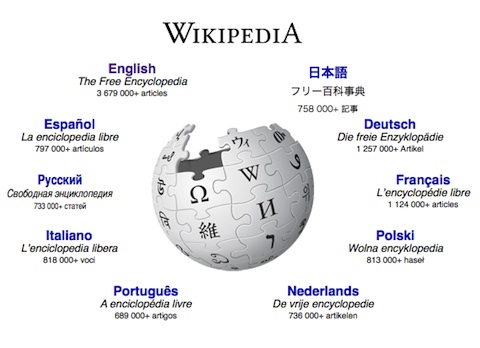 WIKIPEDIA
English
The Free Encyclopedia
3 679 000+ articles
日本語
フリー百科事典
758 000+ 記事
Español
La enciclopedia libre
797 000+ artículos
Deutsch
Die freie Enzyklopädie
1 257 000+ Artikel
Русский
Свободная энциклопедия
733 000+ статей
Français
L'encyclopédie libre
1 124 000+ articles
Italiano
L'enciclopedia libera
818 000+ voci
Polski
Wolna encyklopedia
813 000+ haseł
Português
A enciclopédia livre
689 000+ artigos
Nederlands
De vrije encyclopedie
736 000+ artikelen
ウィ
Ω W
維 И